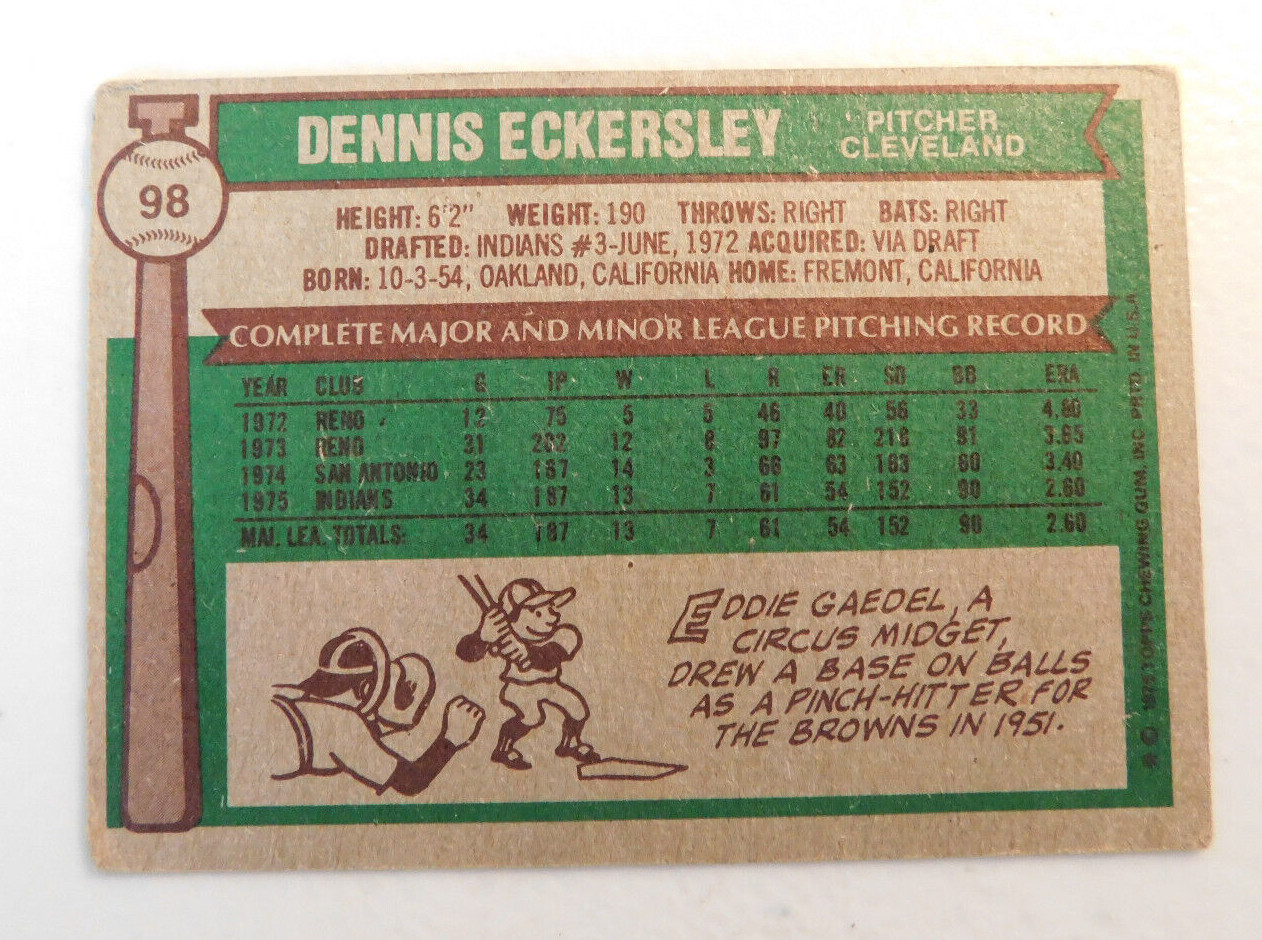 98
DENNIS ECKERSLEY
PITCHER
CLEVELAND
HEIGHT: 6'2" WEIGHT: 190 THROWS: RIGHT BATS: RIGHT
DRAFTED: INDIANS #3-JUNE, 1972 ACQUIRED: VIA DRAFT
BORN: 10-3-54, OAKLAND, CALIFORNIA HOME: FREMONT, CALIFORNIA
COMPLETE MAJOR AND MINOR LEAGUE PITCHING RECORD
YEAR CLUB G IP W L R ER SO BB ERA
1972 RENO 12 75 5 5 46 40 56 33 4.80
1973 RENO 31 202 12 8 97 82 218 91 3.65
1974 SAN ANTONIO 23 167 14 3 66 63 163 60 3.40
1975 INDIANS 34 187 13 7 61 54 152 90 2.60
MAJ. LEA. TOTALS: 34 187 13 7 61 54 152 90 2.60
EDDIE GAEDEL, A
CIRCUS MIDGET,
DREW A BASE ON BALLS
AS A PINCH-HITTER FOR
THE BROWNS IN 1951.
* © 1976 TOPPS CHEWING GUM, INC. PRTD. IN U.S.A.